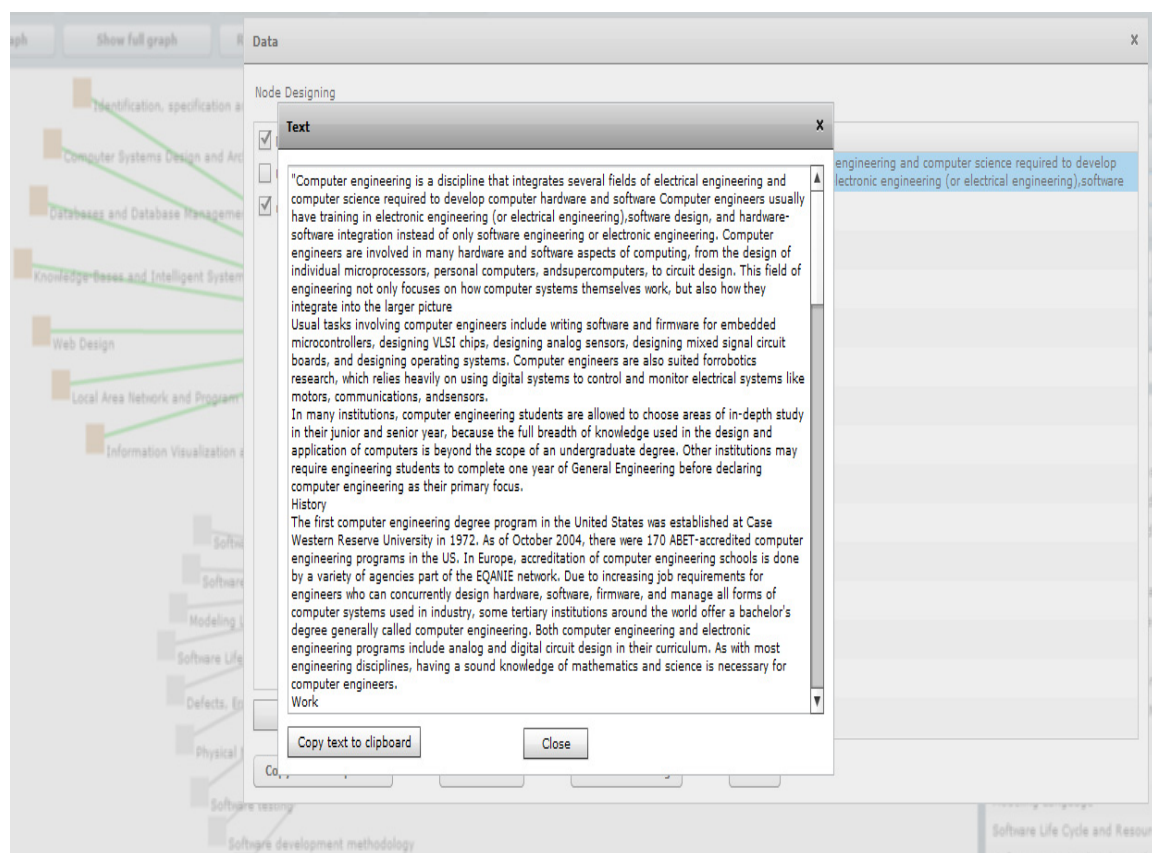 Show full graph
Data
x
Node Designing
Identification, specification
Text
x
engineering and computer science required to develop
electronic engineering (or electrical engineering),software
"Computer engineering is a discipline that integrates several fields of electrical engineering and
computer science required to develop computer hardware and software Computer engineers usually
have training in electronic engineering (or electrical engineering),software design, and hardware-
software integration instead of only software engineering or electronic engineering. Computer
engineers are involved in many hardware and software aspects of computing, from the design of
individual microprocessors, personal computers, andsupercomputers, to circuit design. This field of
engineering not only focuses on how computer systems themselves work, but also how they
integrate into the larger picture
Usual tasks involving computer engineers include writing software and firmware for embedded
microcontrollers, designing VLSI chips, designing analog sensors, designing mixed signal circuit
boards, and designing operating systems. Computer engineers are also suited forrobotics
research, which relies heavily on using digital systems to control and monitor electrical systems like
motors, communications, andsensors.
In many institutions, computer engineering students are allowed to choose areas of in-depth study
in their junior and senior year, because the full breadth of knowledge used in the design and
application of computers is beyond the scope of an undergraduate degree. Other institutions may
require engineering students to complete one year of General Engineering before declaring
computer engineering as their primary focus.
History
The first computer engineering degree program in the United States was established at Case
Western Reserve University in 1972. As of October 2004, there were 170 ABET-accredited computer
engineering programs in the US. In Europe, accreditation of computer engineering schools is done
by a variety of agencies part of the EQANIE network. Due to increasing job requirements for
engineers who can concurrently design hardware, software, firmware, and manage all forms of
computer systems used in industry, some tertiary institutions around the world offer a bachelor's
degree generally called computer engineering. Both computer engineering and electronic
engineering programs include analog and digital circuit design in their curriculum. As with most
engineering disciplines, having a sound knowledge of mathematics and science is necessary for
computer engineers.
Work
Copy text to clipboard
Close
Computer Systems Design and
Databases and Database
Knowledge Bases and Intelligent System
Web Design
Local Area Network and Program
Information Visualization
Modeling
Software Life
Defects,
Physical
Software testing
Software development methodology
Modeling Language
Software Life Cycle and